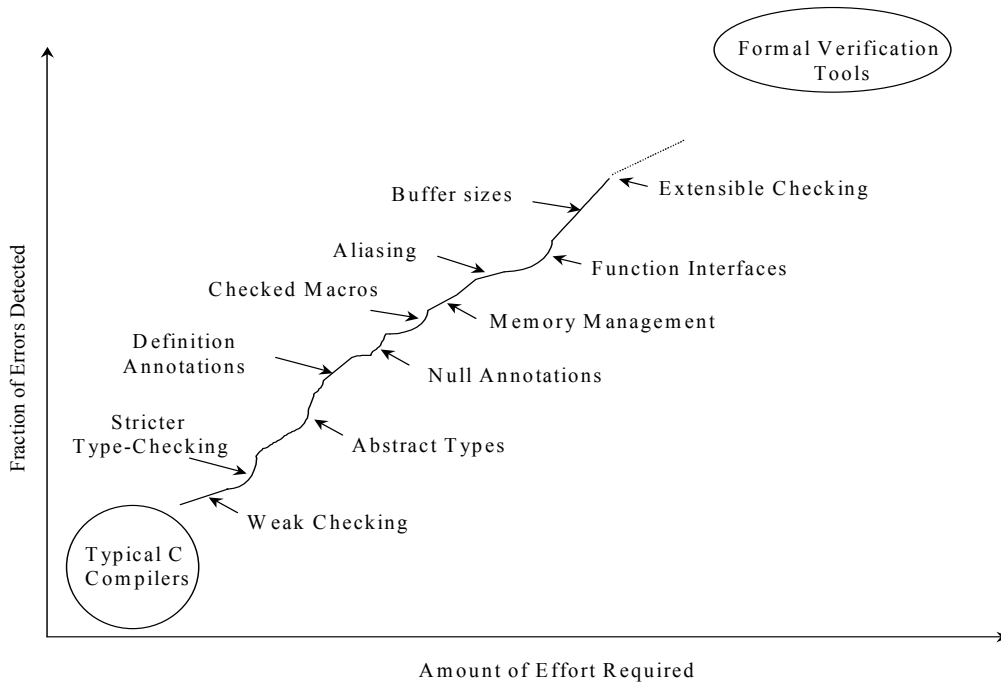 Formal Verification
Tools
Buffer sizes
Extensible Checking
Aliasing
Function Interfaces
Checked Macros
Memory Management
Definition
Annotations
Null Annotations
Stricter
Type-Checking
Abstract Types
Weak Checking
Typical C
Compilers
Fraction of Errors Detected
Amount of Effort Required